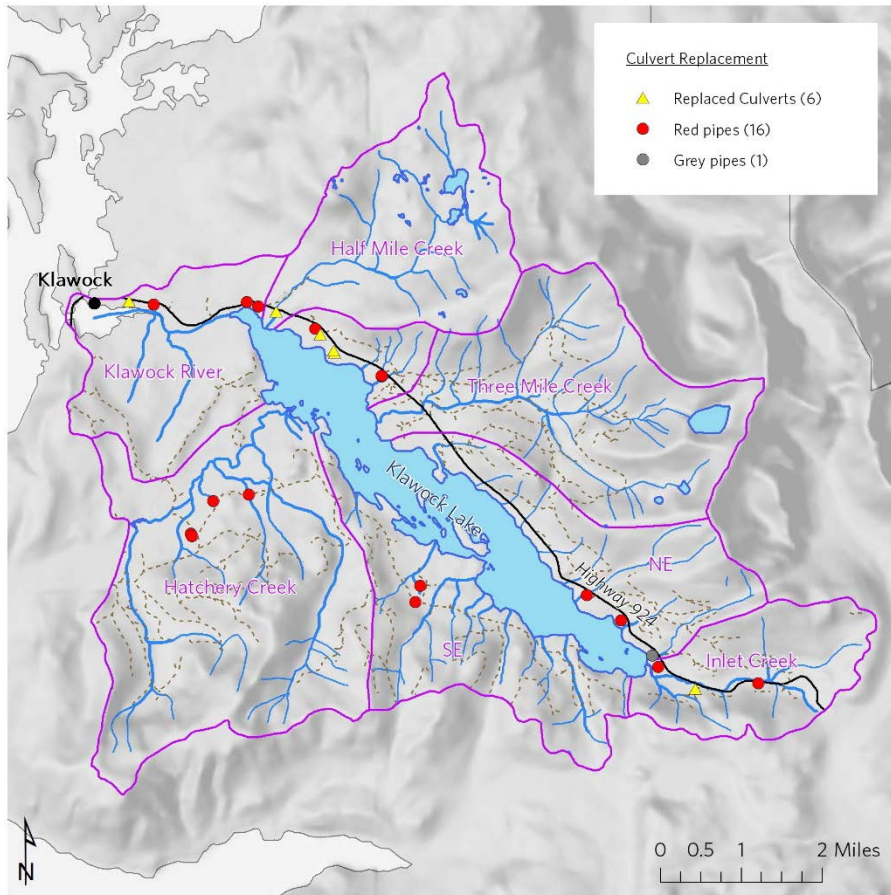 Culvert Replacement
Replaced Culverts (6)
Red pipes (16)
Grey pipes (1)
Half Mile Creek
Klawock
Klawock River
Three Mile Creek
Klawock Lake
Hatchery Creek
NE
Highway 924
SE
Inlet Creek
0 0.5 1 2 Miles
N